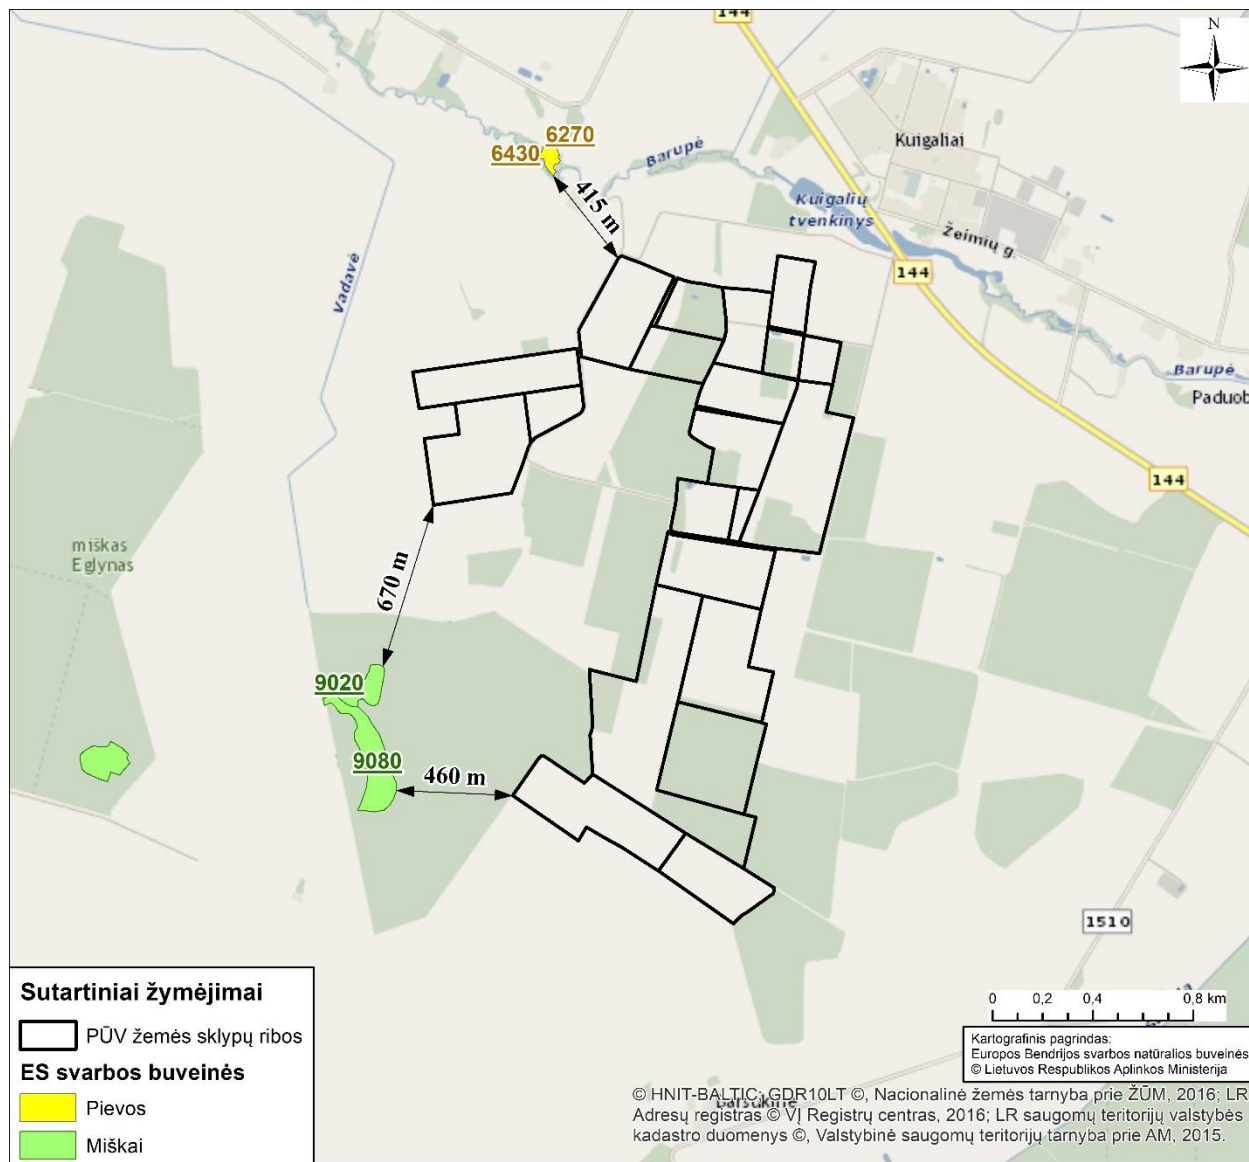 144
N
6270
6430
Barupė
Kuigaliai
415 m
Kuigalių
tvenkinys
Žeimių g.
Vadavė
144
Barupė
Paduob
144
miškas
Eglynas
670 m
9020
9080
460 m
1510
Sutartiniai žymėjimai
PŪV žemės sklypų ribos
ES svarbos buveinės
Pievos
Miškai
0 0,2 0,4 0,8 km
Kartografinis pagrindas:
Europos Bendrijos svarbos natūralios buveinės
© Lietuvos Respublikos Aplinkos Ministerija
© HNIT-BALTIC; GDR10LT ©, Nacionalinė žemės tarnyba prie ŽŪM, 2016; LR
Adresų registras © VĮ Registrų centras, 2016; LR saugomų teritorijų valstybės
kadastro duomenys ©, Valstybinė saugomų teritorijų tarnyba prie AM, 2015.